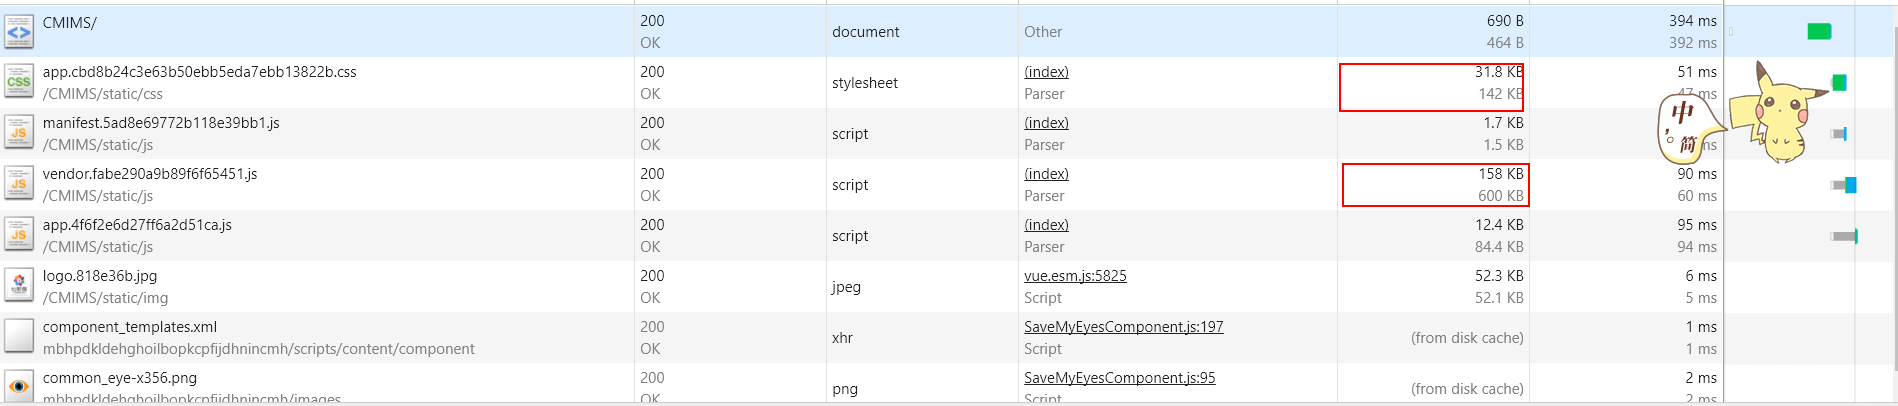 CMIMS/ 200 document Other 690 B 394 ms
OK 464 B 392 ms
app.cbd8b24c3e63b50ebb5eda7ebb13822b.css 200 stylesheet (index) 31.8 KB 51 ms
/CMIMS/static/css OK Parser 142 KB 47 ms
manifest.5ad8e69772b118e39bb1.js 200 script (index) 1.7 KB
/CMIMS/static/js OK Parser 1.5 KB ms
vendor.fabe290a9b89f6f65451.js 200 script (index) 158 KB 90 ms
/CMIMS/static/js OK Parser 600 KB 60 ms
app.4f6f2e6d27ff6a2d51ca.js 200 script (index) 12.4 KB 95 ms
/CMIMS/static/js OK Parser 84.4 KB 94 ms
logo.818e36b.jpg 200 jpeg vue.esm.js:5825 52.3 KB 6 ms
/CMIMS/static/img OK Script 52.1 KB 5 ms
component_templates.xml 200 xhr SaveMyEyesComponent.js:197 (from disk cache) 1 ms
mbhpdkldehghoilbopkcpfijdhnincmh/scripts/content/component OK Script 1 ms
common_eye-x356.png 200 png SaveMyEyesComponent.js:95 (from disk cache) 2 ms
mbhpdkldehghoilbopkcpfijdhnincmh/images OK Script 2 ms
CSS
JS
JS
JS
中
，°简